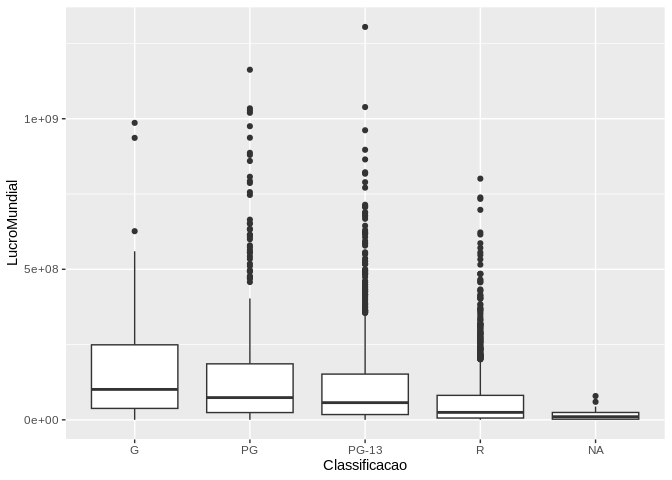 LucroMundial
1e+09
5e+08
0e+00
G PG PG-13 R NA
Classificacao